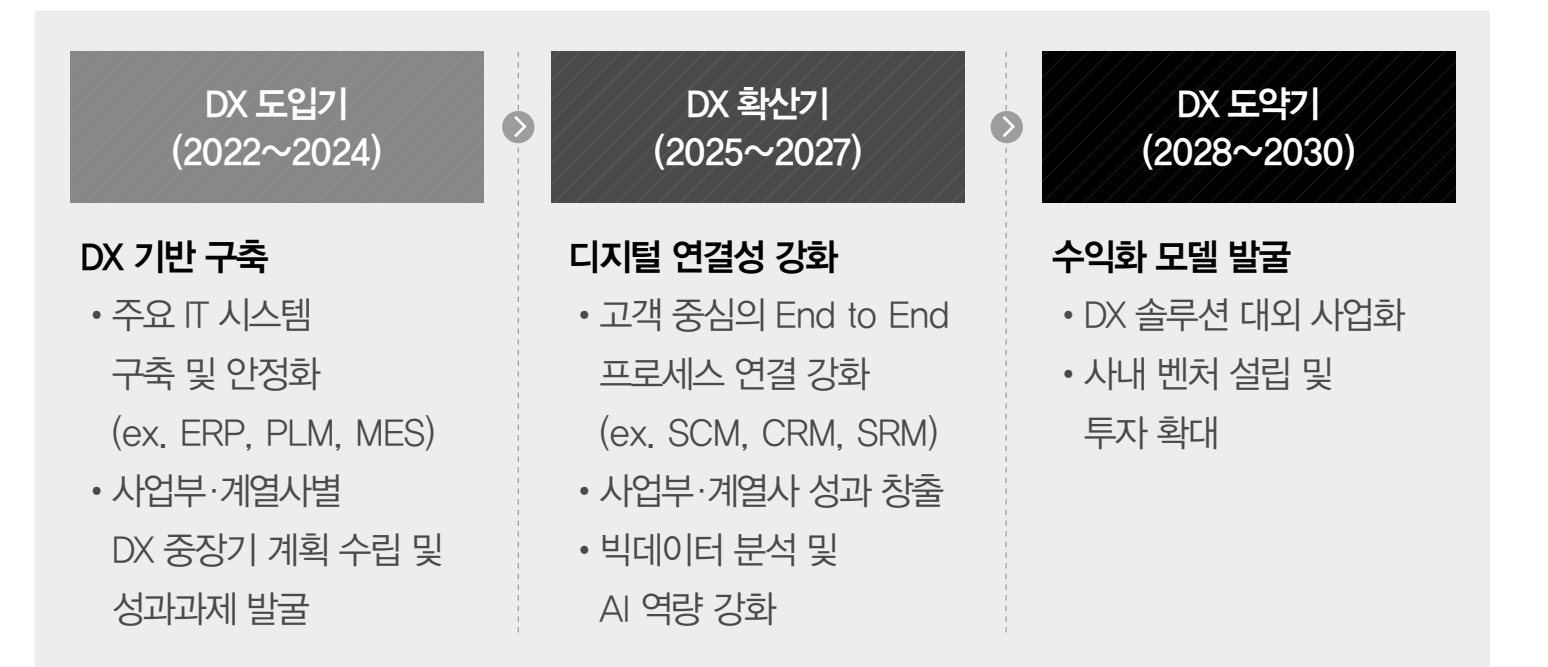 DX 도입기
(2022~2024)
DX 기반 구축
• 주요 IT 시스템
구축 및 안정화
(ex. ERP, PLM, MES)
• 사업부·계열사별
DX 중장기 계획 수립 및
성과과제 발굴
DX 확산기
(2025~2027)
디지털 연결성 강화
• 고객 중심의 End to End
프로세스 연결 강화
(ex. SCM, CRM, SRM)
• 사업부·계열사 성과 창출
• 빅데이터 분석 및
AI 역량 강화
DX 도약기
(2028~2030)
수익화 모델 발굴
• DX 솔루션 대외 사업화
• 사내 벤처 설립 및
투자 확대